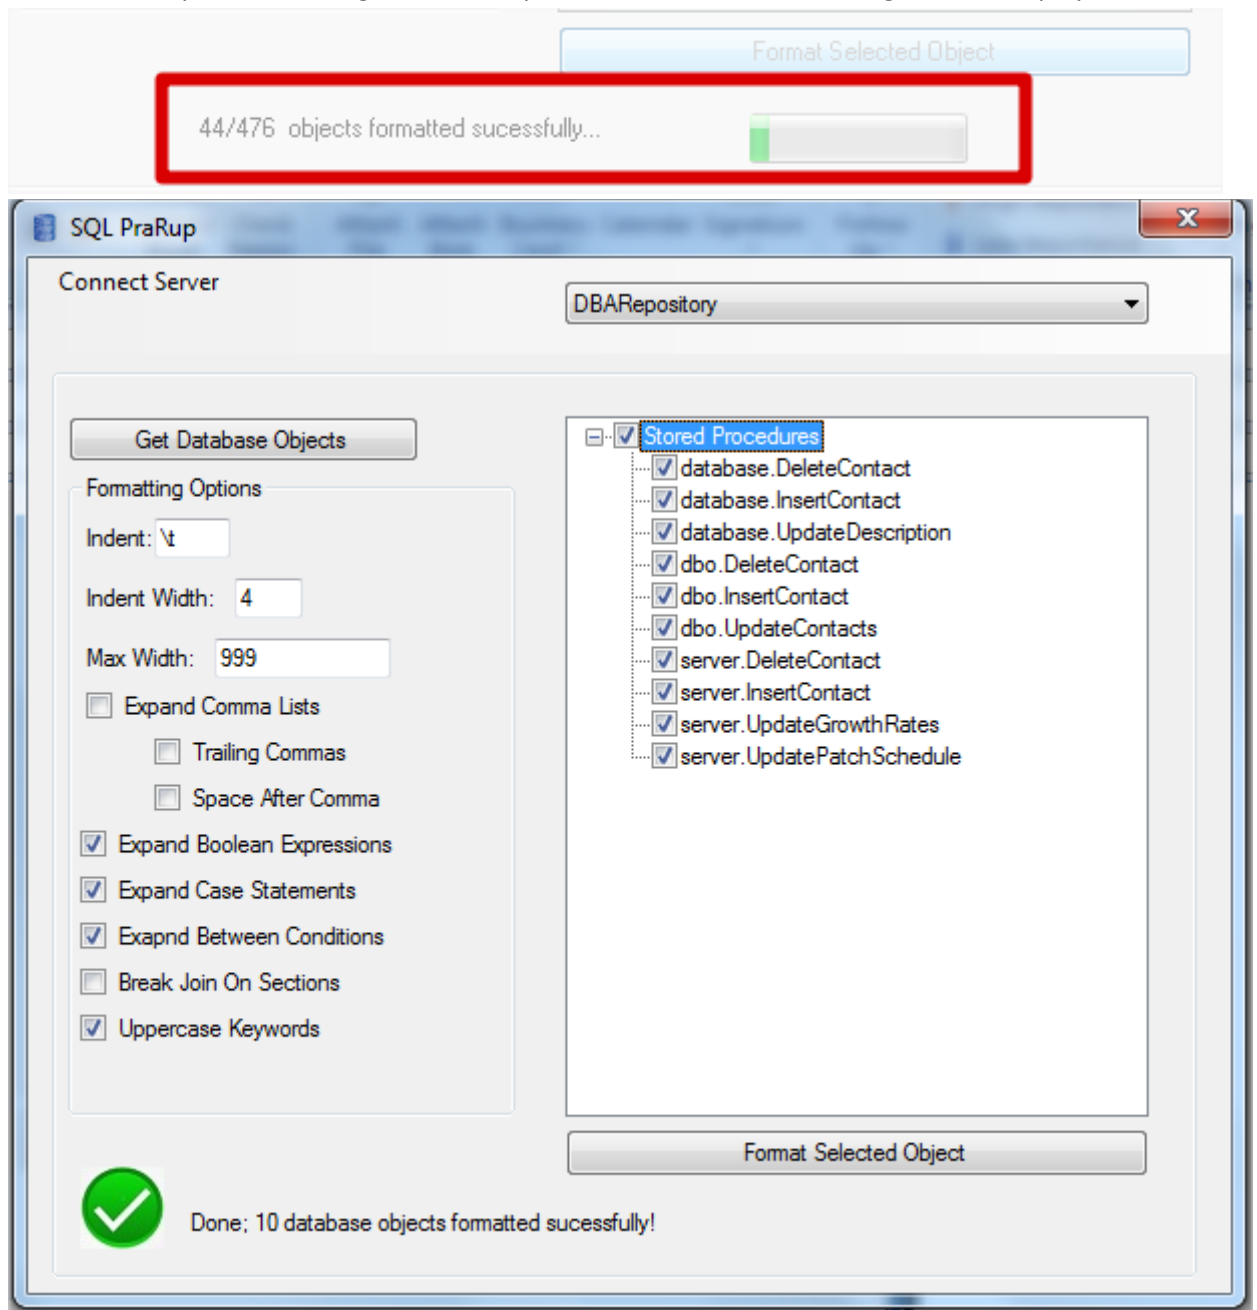 Format Selected Object
44/476 objects formatted sucessfully...
SQL PraRup
Connect Server
DBARepository
Get Database Objects
Formatting Options
Indent: \t
Indent Width: 4
Max Width: 999
Expand Comma Lists
Trailing Commas
Space After Comma
Expand Boolean Expressions
Expand Case Statements
Exapnd Between Conditions
Break Join On Sections
Uppercase Keywords
Stored Procedures
database.DeleteContact
database.InsertContact
database.UpdateDescription
dbo.DeleteContact
dbo.InsertContact
dbo.UpdateContacts
server.DeleteContact
server.InsertContact
server.UpdateGrowthRates
server.UpdatePatchSchedule
Format Selected Object
Done; 10 database objects formatted sucessfully!